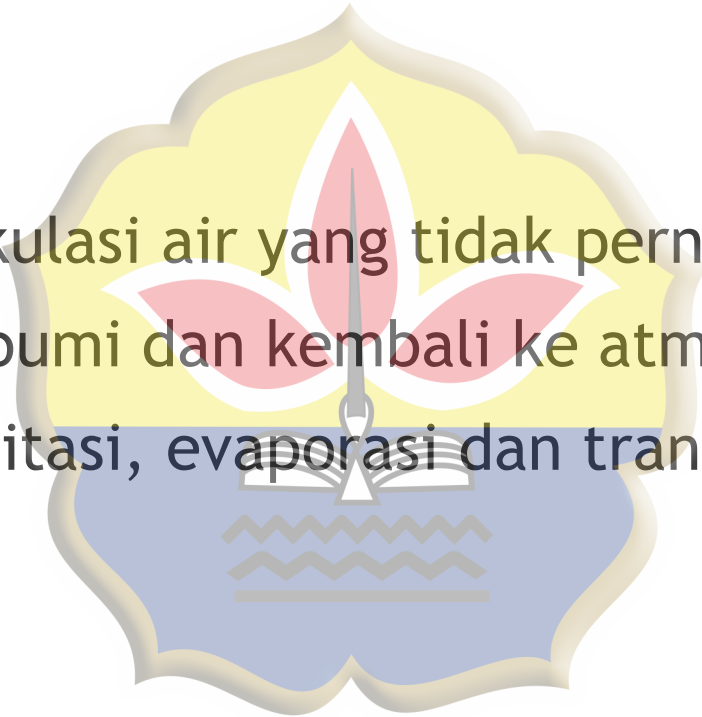 kulasi air yang tidak pern
bumi dan kembali ke atm
itasi, evaporasi dan tran